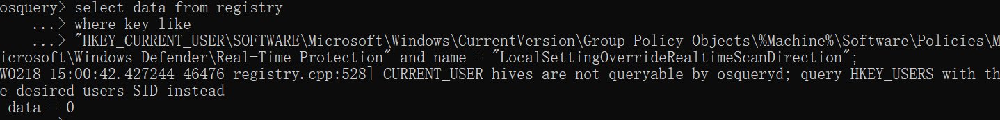 osquery> select data from registry
...> where key like
...> "HKEY_CURRENT_USER\SOFTWARE\Microsoft\Windows\CurrentVersion\Group Policy Objects\%Machine%\Software\Policies\M
icrosoft\Windows Defender\Real-Time Protection" and name = "LocalSettingOverrideRealtimeScanDirection";
W0218 15:00:42.427244 46476 registry.cpp:528] CURRENT_USER hives are not queryable by osqueryd; query HKEY_USERS with th
e desired users SID instead
data = 0